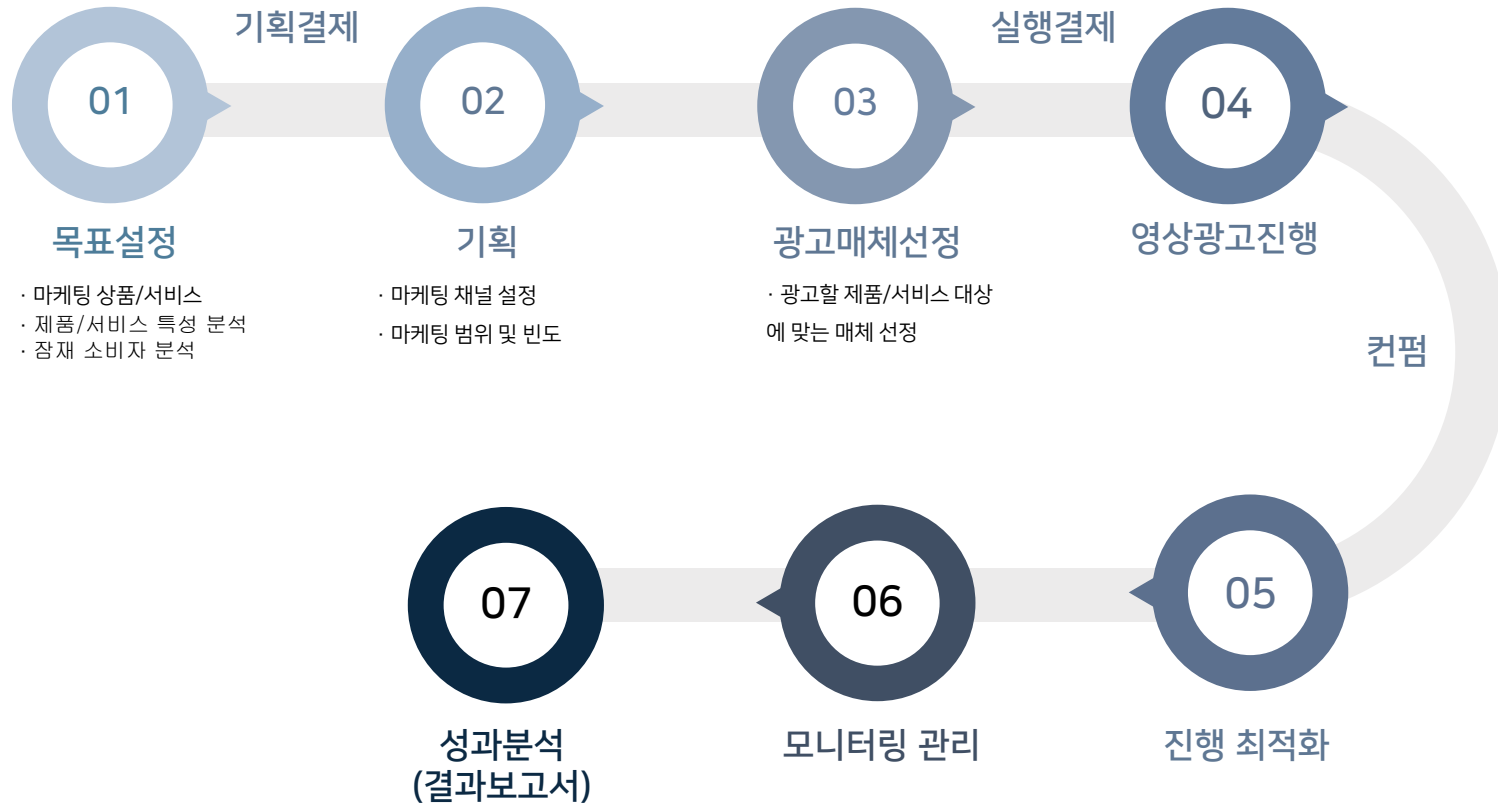 기획결제
실행결제
01
02
03
04
목표설정
기획
광고매체선정
영상광고진행
· 마케팅 상품/서비스
· 제품/서비스 특성 분석
· 잠재 소비자 분석
· 마케팅 채널 설정
· 마케팅 범위 및 빈도
· 광고할 제품/서비스 대상
에 맞는 매체 선정
컨펌
07
06
05
성과분석
(결과보고서)
모니터링 관리
진행 최적화